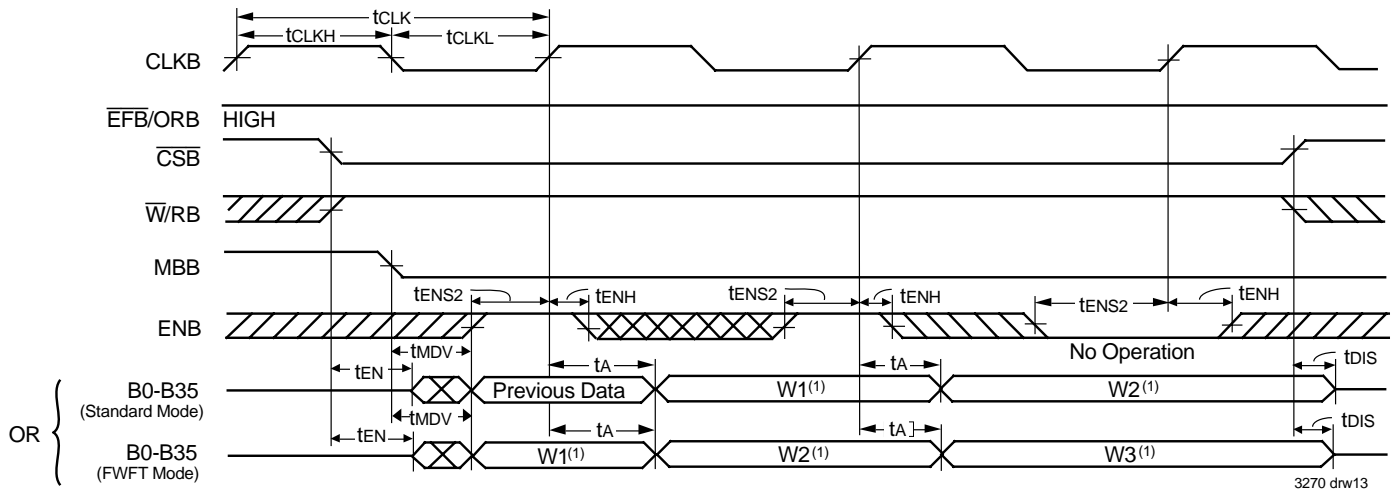 tCLK
tCLKH tCLKL
CLKB
EFB/ORB HIGH
CSB
W/RB
MBB
tENS2 tENH tENS2 tENH tENS2 tENH
ENB
No Operation
tMDV
tEN tA tA tDIS
B0-B35 Previous Data W1(1) W2(1)
(Standard Mode)
OR
tMDV
tEN tA tA tDIS
B0-B35 W1(1) W2(1) W3(1)
(FWFT Mode)
3270 drw13